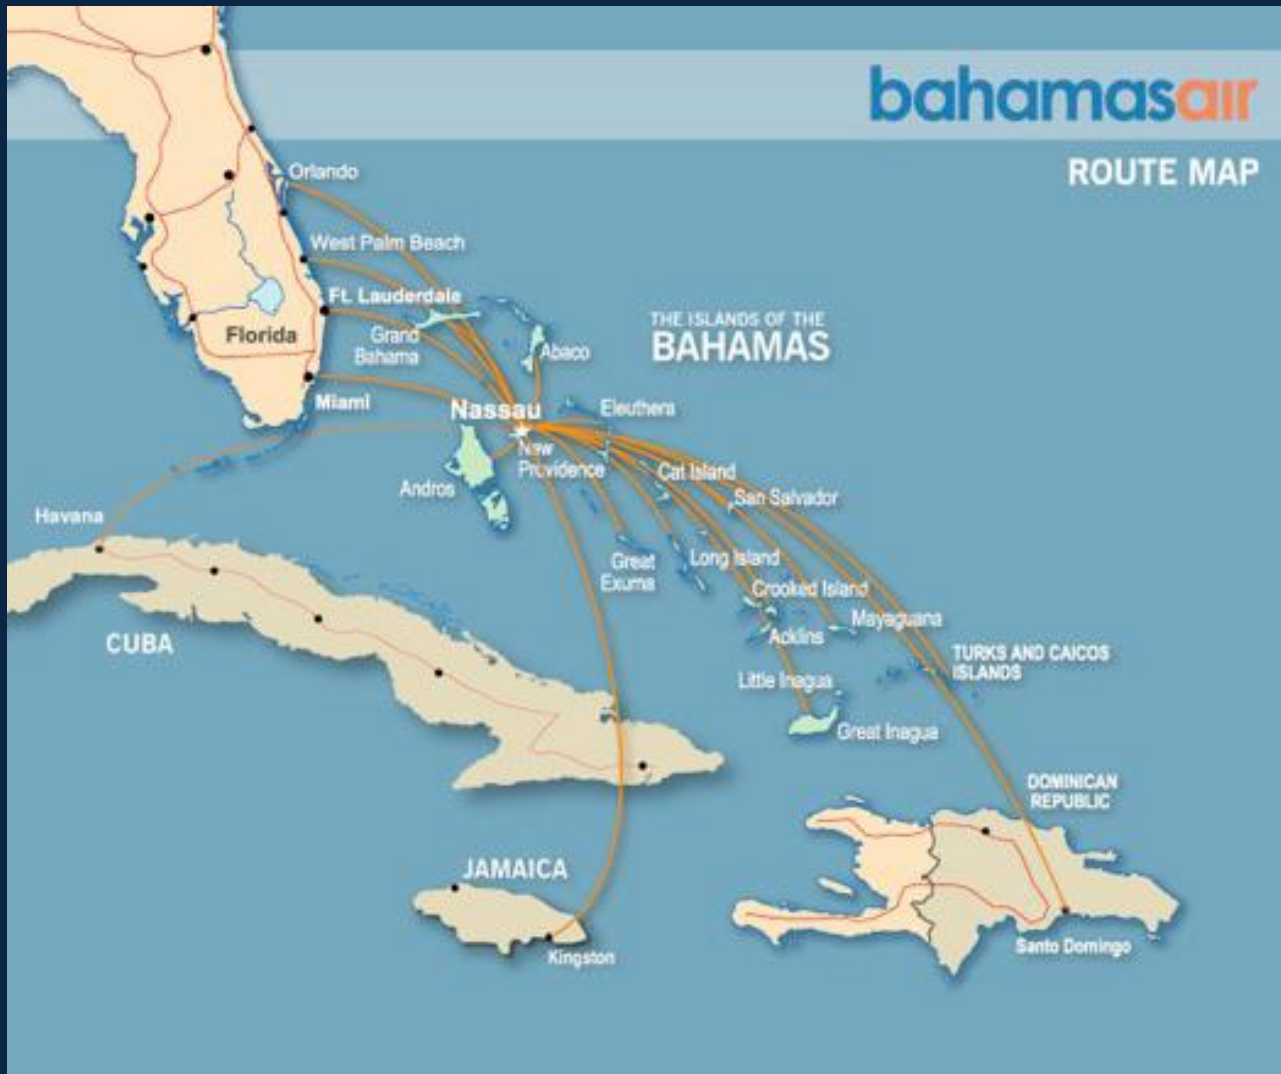 bahamasair
ROUTE MAP
Orlando
West Palm Beach
Ft. Lauderdale
THE ISLANDS OF THE
BAHAMAS
Florida
Grand
Bahama
Abaco
Miami
Nassau
Eleuthera
New
Providence
Cat Island
Andros
San Salvador
Havana
Great
Exuma
Long Island
Crooked Island
Mayaguana
Acklins
CUBA
TURKS AND CAICOS
ISLANDS
Little Inagua
Great Inagua
DOMINICAN
REPUBLIC
JAMAICA
Kingston
Santo Domingo